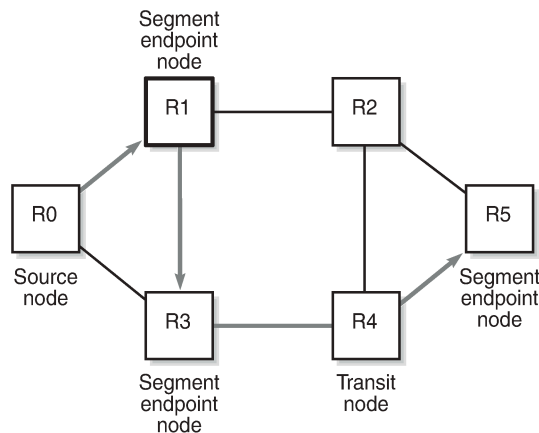 Segment
endpoint
node
R1
R2
R0
R5
Source
node
Segment
endpoint
node
R3
R4
Segment
endpoint
node
Transit
node